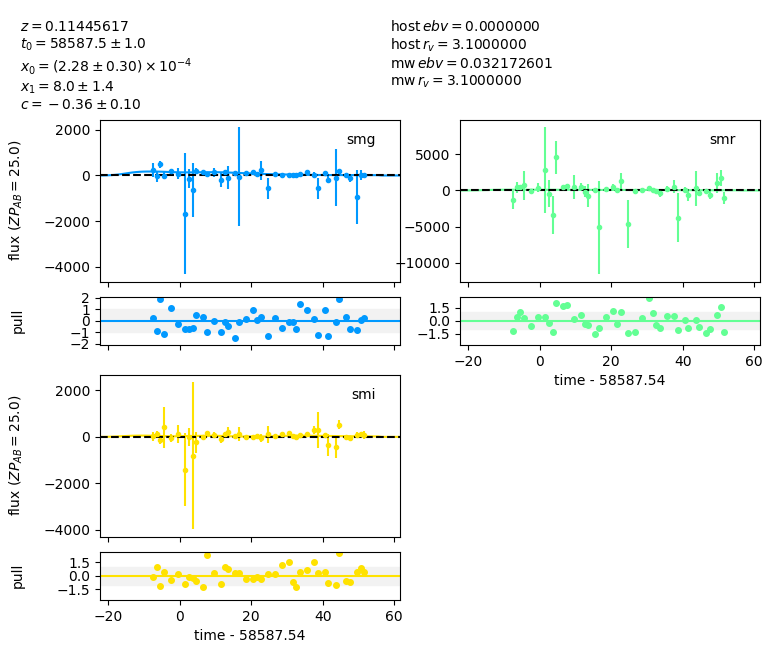 z = 0.11445617
t₀ = 58587.5 ± 1.0
x₀ = (2.28 ± 0.30) × 10⁻⁴
x₁ = 8.0 ± 1.4
c = −0.36 ± 0.10
host ebv = 0.0000000
host r_v = 3.1000000
mw ebv = 0.032172601
mw r_v = 3.1000000
smg
2000
0
−2000
−4000
flux (ZP_AB = 25.0)
2
1
0
−1
−2
pull
smr
5000
0
−5000
−10000
1.5
0.0
−1.5
−20
0
20
40
60
time - 58587.54
smi
2000
0
−2000
−4000
flux (ZP_AB = 25.0)
1.5
0.0
−1.5
pull
−20
0
20
40
60
time - 58587.54